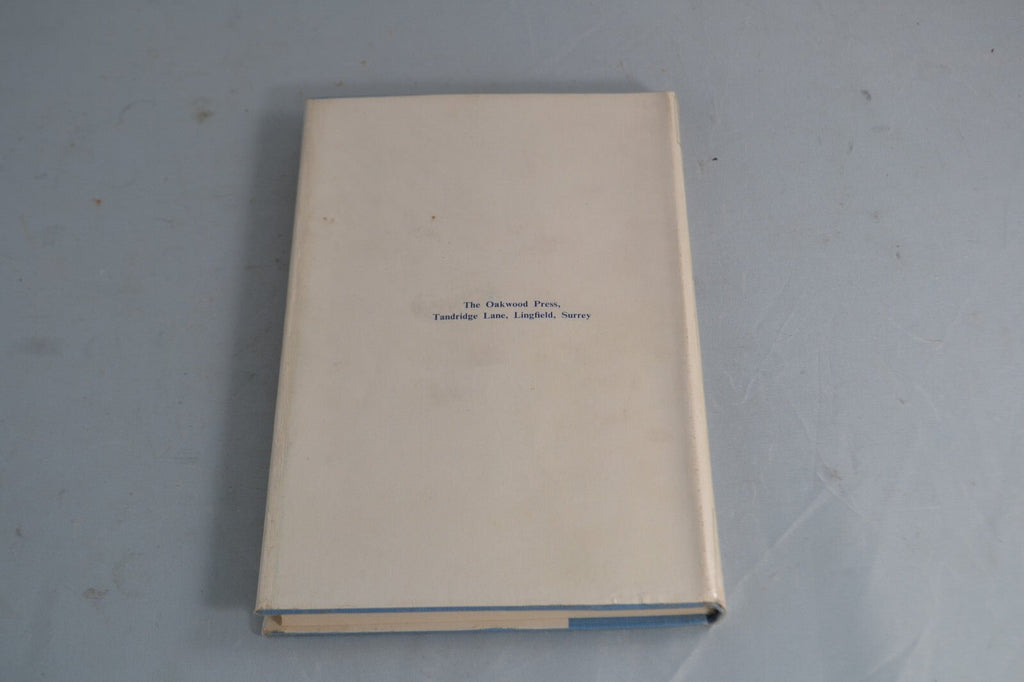 The Oakwood Press,
Tandridge Lane, Lingfield, Surrey